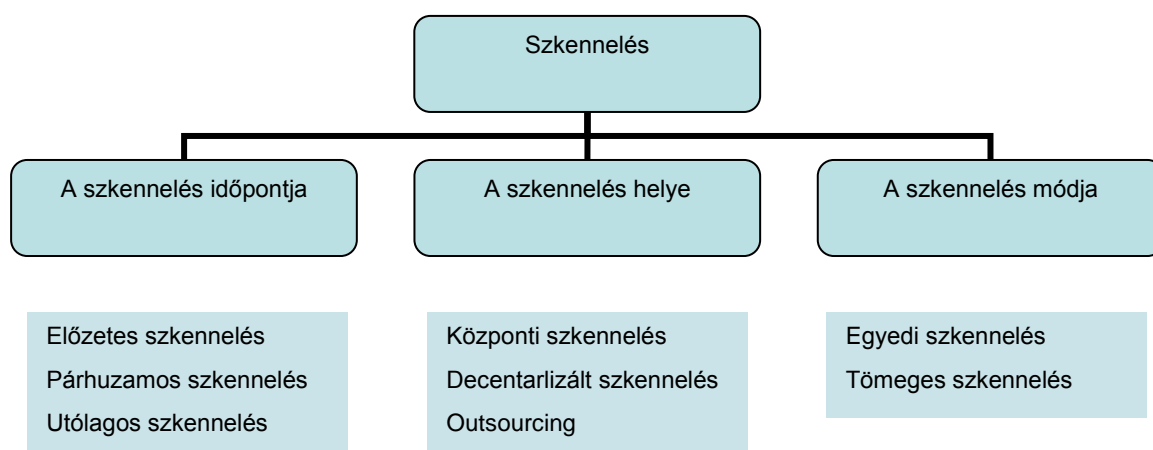 Szkennelés
A szkennelés időpontja
A szkennelés helye
A szkennelés módja
Előzetes szkennelés
Párhuzamos szkennelés
Utólagos szkennelés
Központi szkennelés
Decentarlizált szkennelés
Outsourcing
Egyedi szkennelés
Tömeges szkennelés